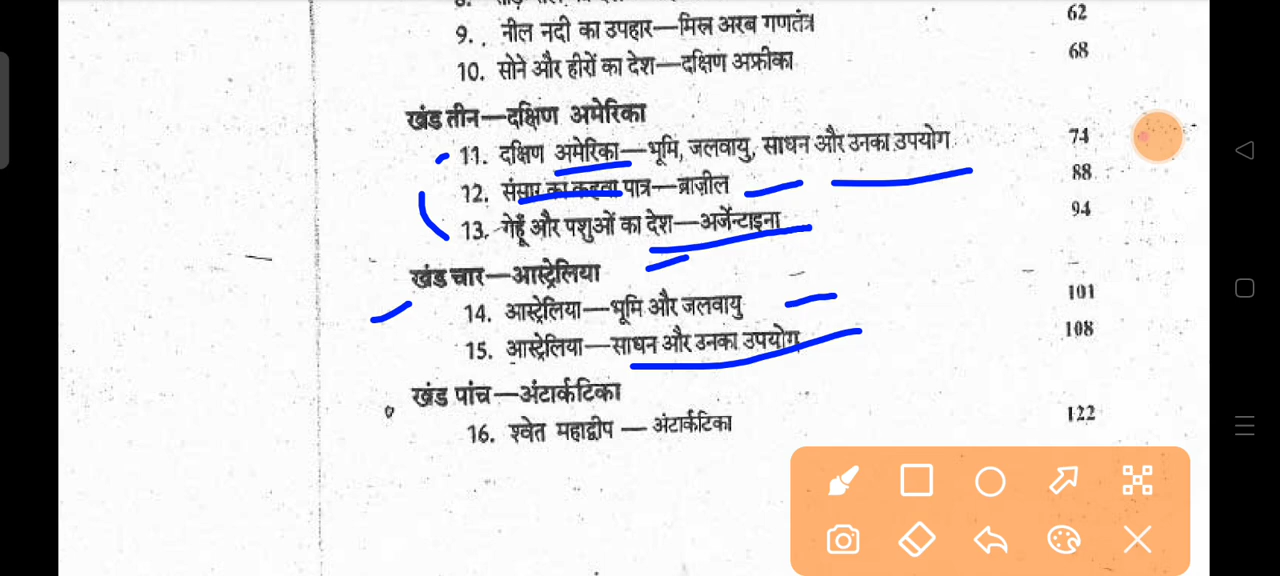 9. नील नदी का उपहार—मिस्र अरब गणतंत्र 62
10. सोने और हीरों का देश—दक्षिण अफ्रीका 68
खंड तीन—दक्षिण अमेरिका
11. दक्षिण अमेरिका—भूमि, जलवायु, साधन और उनका उपयोग 74
12. संसार का कहवा पात्र—ब्राज़ील 88
13. गेहूँ और पशुओं का देश—अर्जेन्टाइना 94
खंड चार—आस्ट्रेलिया
14. आस्ट्रेलिया—भूमि और जलवायु 101
15. आस्ट्रेलिया—साधन और उनका उपयोग 108
खंड पांच—अंटार्कटिका
16. श्वेत महाद्वीप — अंटार्कटिका 122